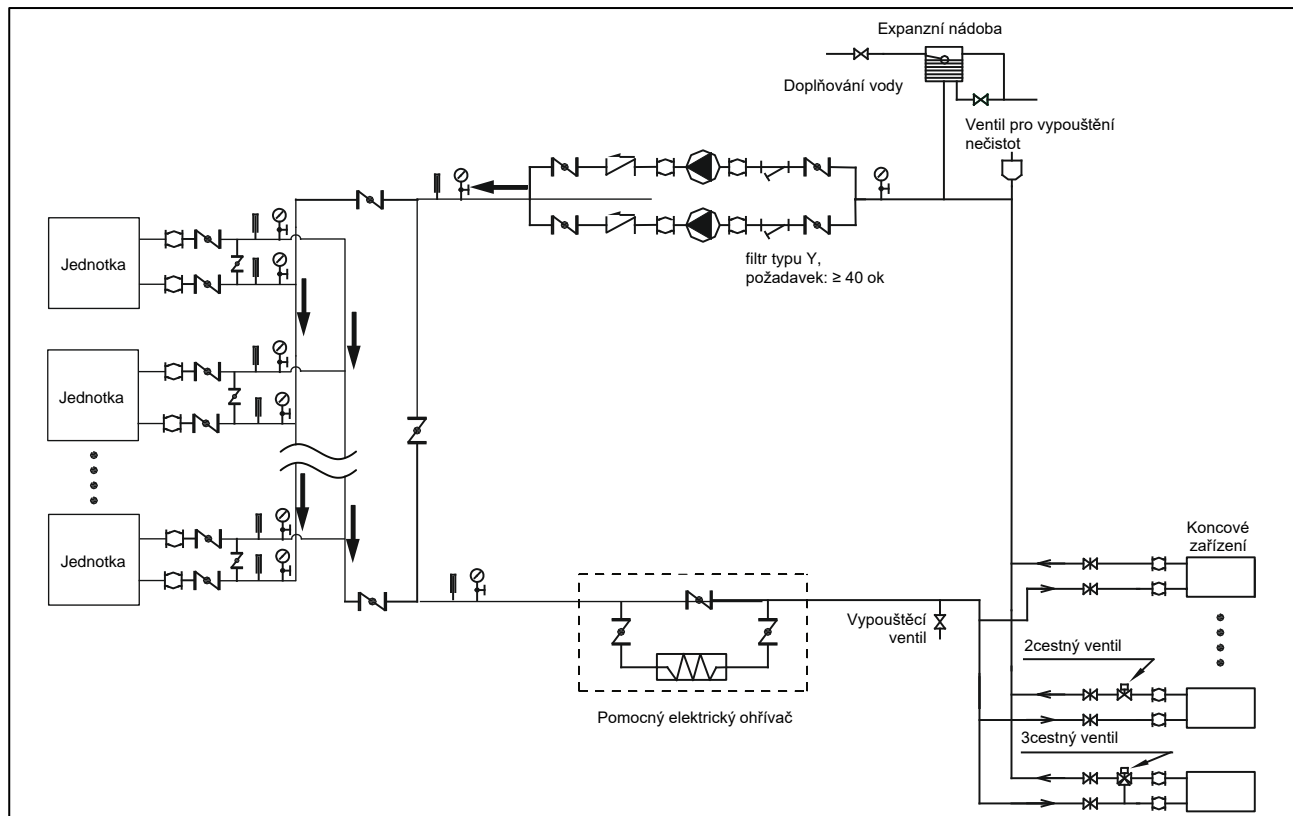 Expanzní nádoba
Doplňování vody
Ventil pro vypouštění
nečistot
filtr typu Y,
požadavek: ≥ 40 ok
Jednotka
Jednotka
Jednotka
Koncové
zařízení
Vypouštěcí
ventil
2cestný ventil
Pomocný elektrický ohřívač
3cestný ventil